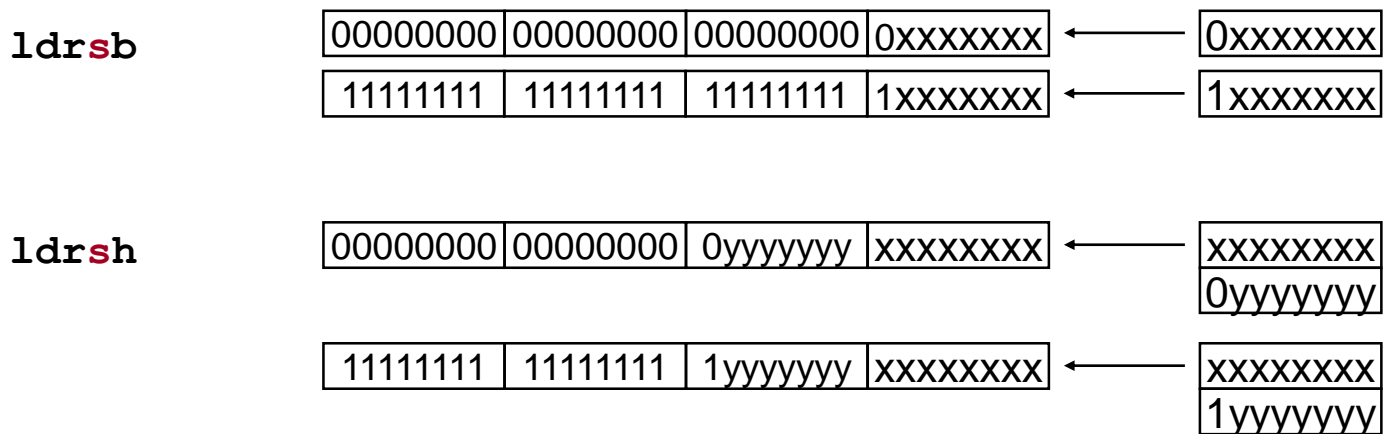 ldrsb 00000000 00000000 00000000 0xxxxxxx 0xxxxxxx
11111111 11111111 11111111 1xxxxxxx 1xxxxxxx
ldrsh 00000000 00000000 0yyyyyyy xxxxxxxx xxxxxxxx
0yyyyyyy
11111111 11111111 1yyyyyyy xxxxxxxx xxxxxxxx
1yyyyyyy